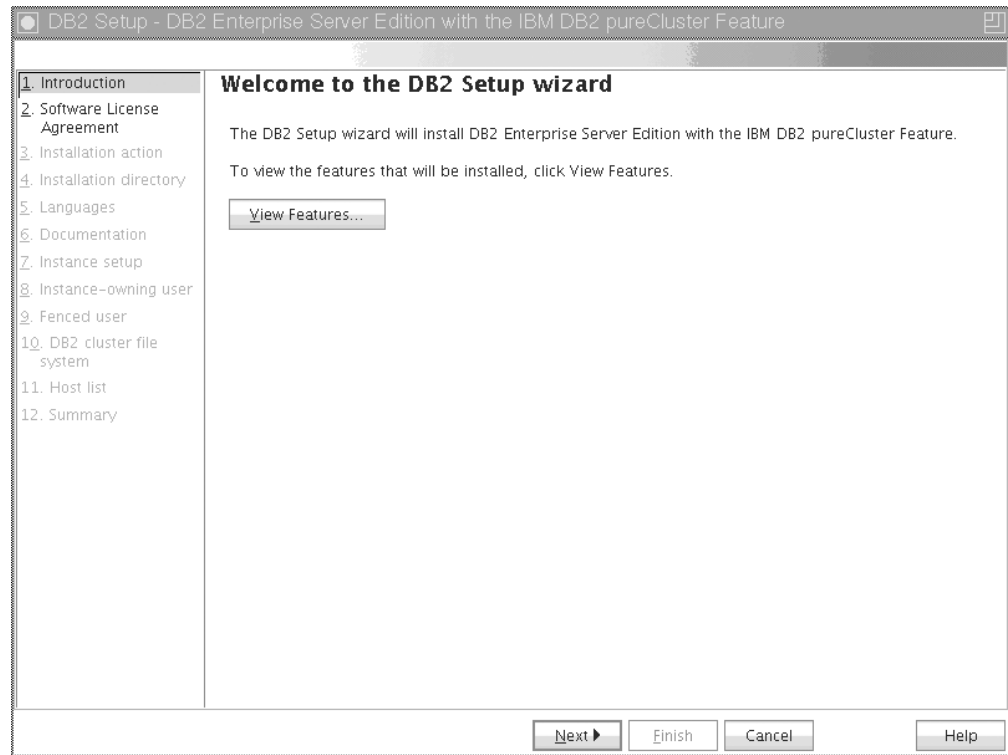 DB2 Setup - DB2 Enterprise Server Edition with the IBM DB2 pureCluster Feature
1. Introduction
2. Software License
Agreement
3. Installation action
4. Installation directory
5. Languages
6. Documentation
7. Instance setup
8. Instance-owning user
9. Fenced user
10. DB2 cluster file
system
11. Host list
12. Summary
Welcome to the DB2 Setup wizard
The DB2 Setup wizard will install DB2 Enterprise Server Edition with the IBM DB2 pureCluster Feature.
To view the features that will be installed, click View Features.
View Features...
Next
Finish
Cancel
Help